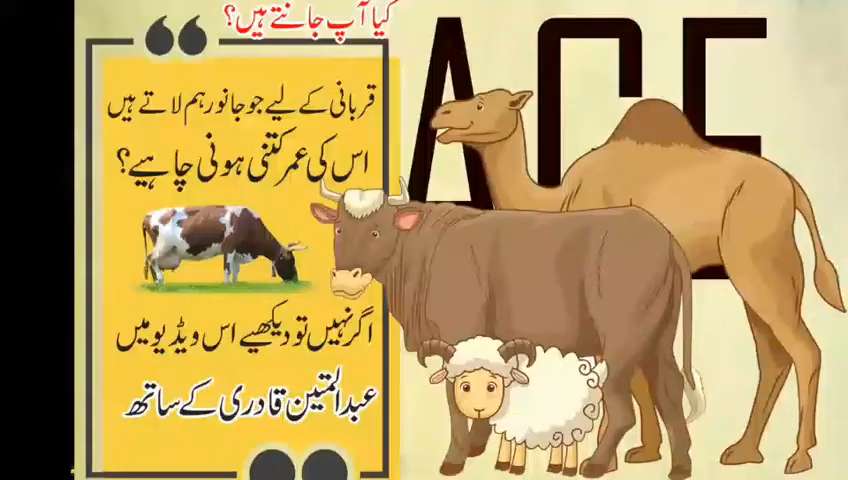 کیا آپ جانتے ہیں؟
AGE
قربانی کے لیے جو جانور ہم لاتے ہیں
اس کی عمر کتنی ہونی چاہیے؟
اگر نہیں تو دیکھیے اس ویڈیو میں
عبدالمتین قادری کے ساتھ